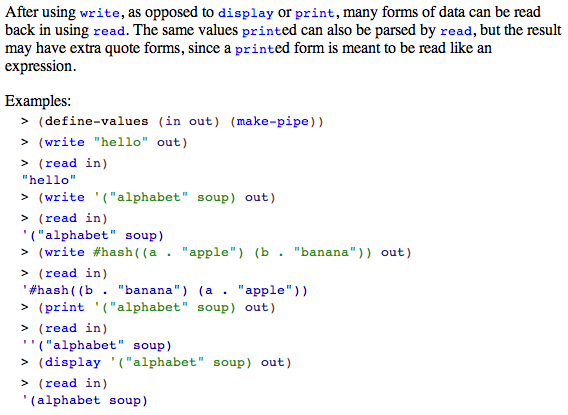 After using write, as opposed to display or print, many forms of data can be read
back in using read. The same values printed can also be parsed by read, but the result
may have extra quote forms, since a printed form is meant to be read like an
expression.
Examples:
> (define-values (in out) (make-pipe))
> (write "hello" out)
> (read in)
"hello"
> (write '("alphabet" soup) out)
> (read in)
'("alphabet" soup)
> (write #hash((a . "apple") (b . "banana")) out)
> (read in)
'#hash((b . "banana") (a . "apple"))
> (print '("alphabet" soup) out)
> (read in)
''("alphabet" soup)
> (display '("alphabet" soup) out)
> (read in)
'(alphabet soup)